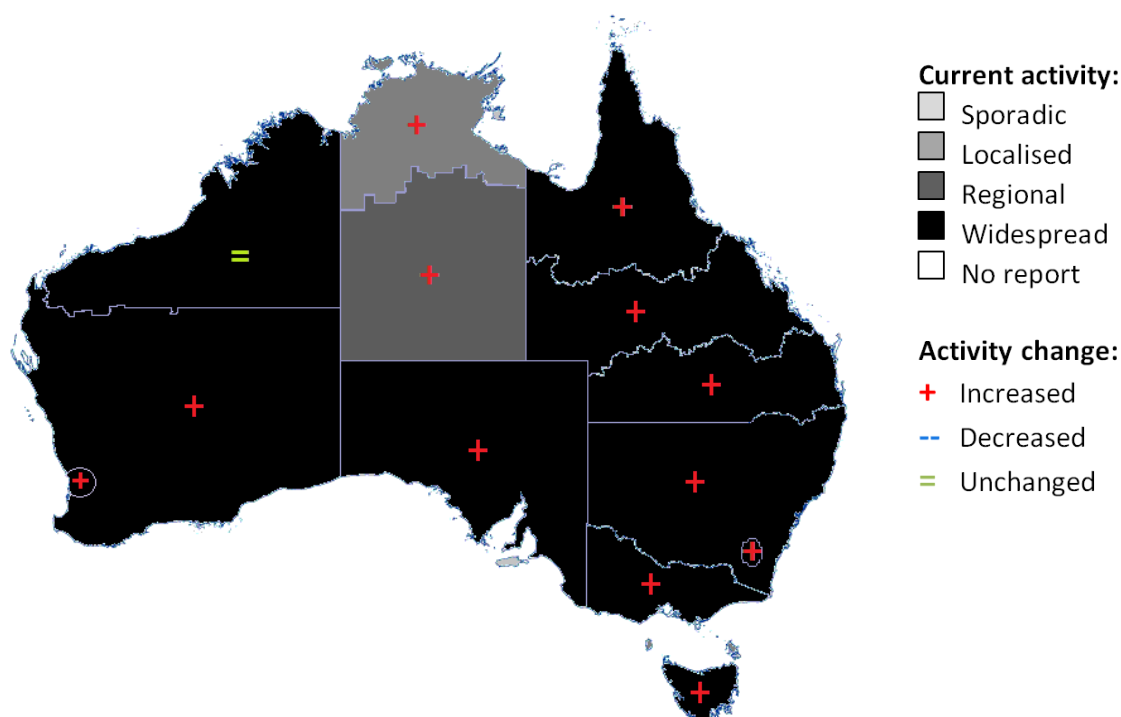 Current activity:
Sporadic
Localised
Regional
Widespread
No report
Activity change:
+ Increased
-- Decreased
= Unchanged